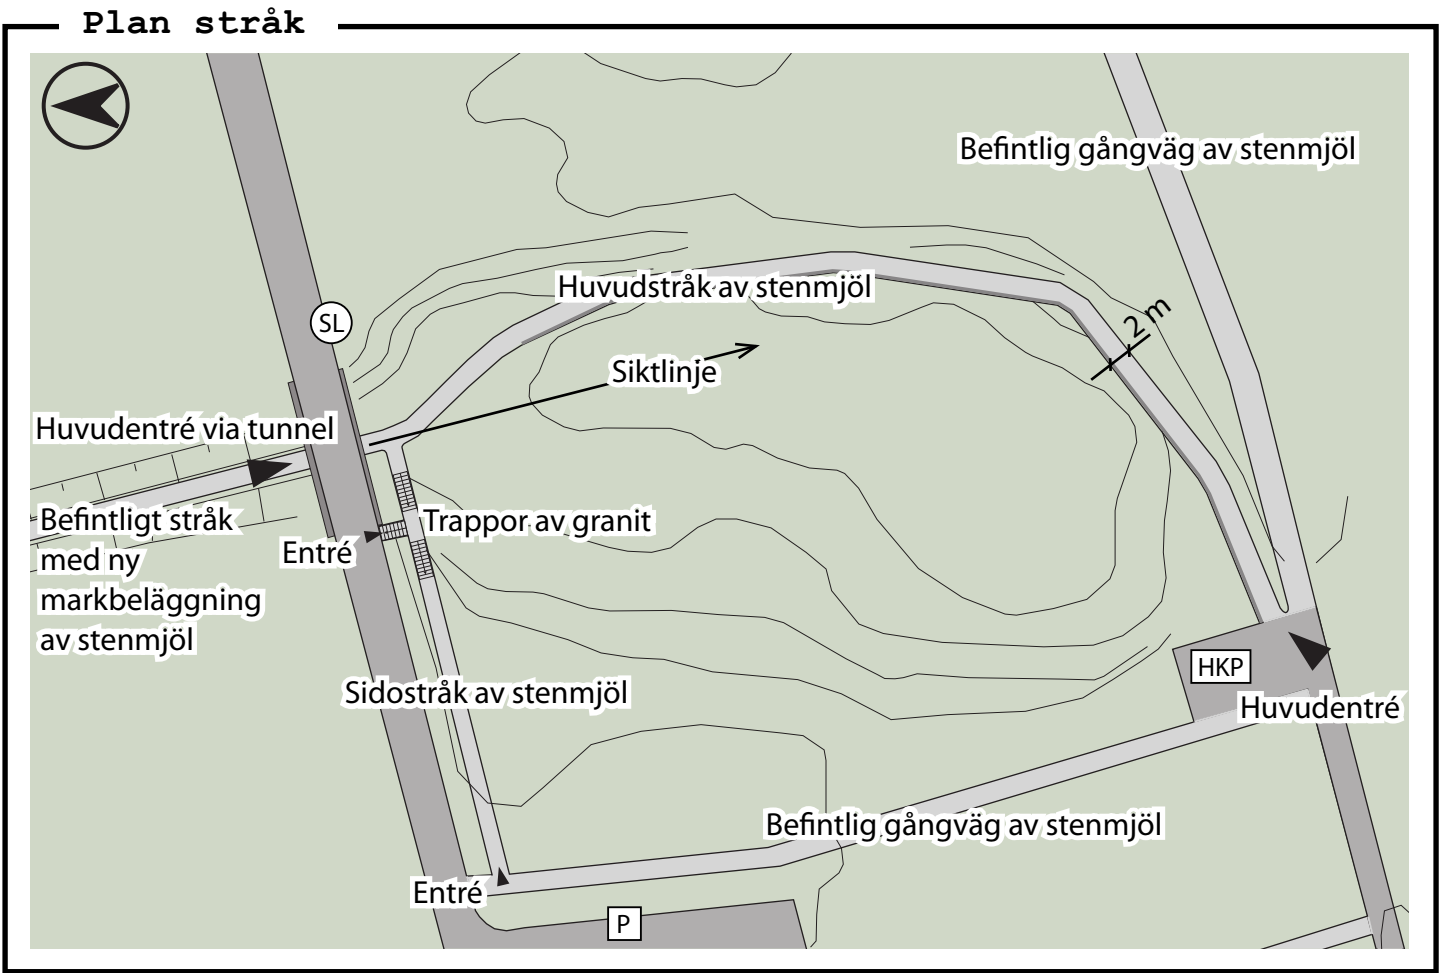 Plan stråk
Befintlig gångväg av stenmjöl
Huvudstråk av stenmjöl
SL
2 m
Siktlinje
Huvudentré via tunnel
Befintligt stråk
med ny
markbeläggning
av stenmjöl
Trappor av granit
Entré
HKP
Sidostråk av stenmjöl
Huvudentré
Befintlig gångväg av stenmjöl
Entré
P